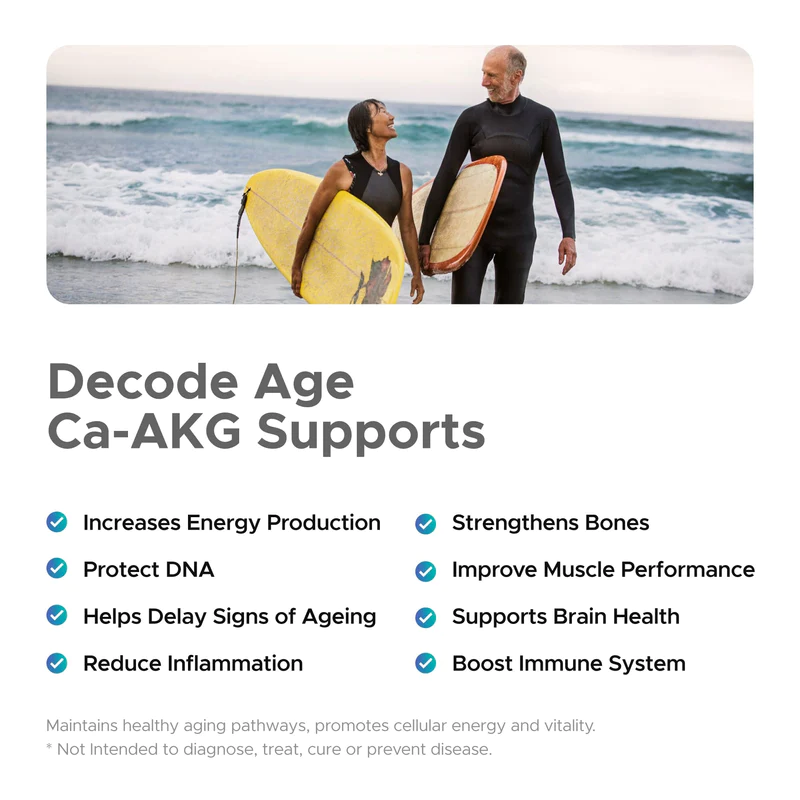 Decode Age
Ca-AKG Supports
Increases Energy Production
Protect DNA
Helps Delay Signs of Ageing
Reduce Inflammation
Strengthens Bones
Improve Muscle Performance
Supports Brain Health
Boost Immune System
Maintains healthy aging pathways, promotes cellular energy and vitality.
* Not Intended to diagnose, treat, cure or prevent disease.